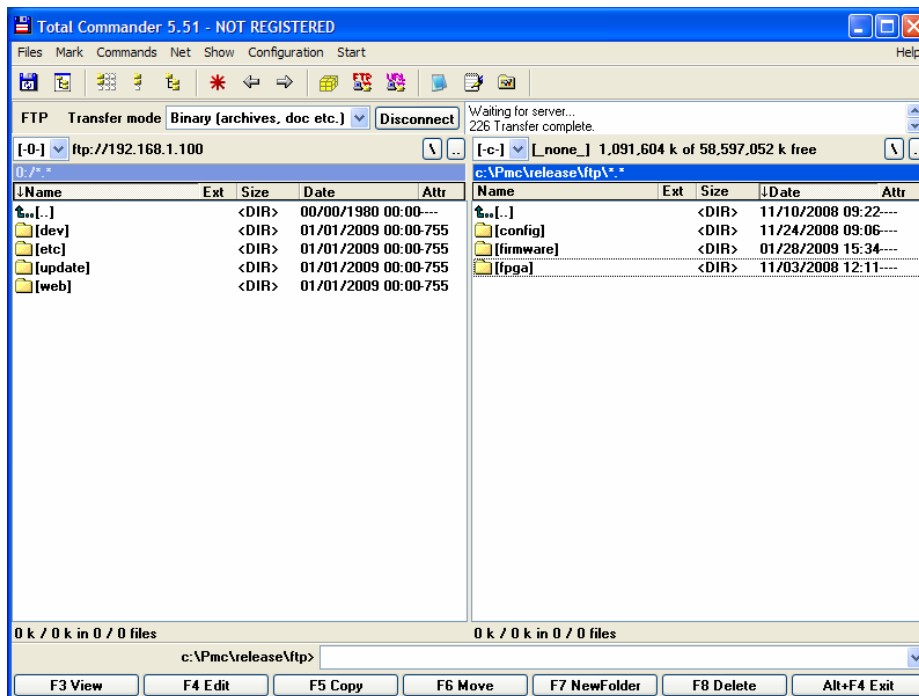 Total Commander 5.51 - NOT REGISTERED
Files Mark Commands Net Show Configuration Start Help
FTP Transfer mode Binary (archives, doc etc.) Disconnect
Waiting for server...
226 Transfer complete.
[-0-] ftp://192.168.1.100 \ .. [-c-] [_none_] 1,091,604 k of 58,597,052 k free \
0:/*.* c:\Pmc\release\ftp\*.*
↓Name Ext Size Date Attr Name Ext Size ↓Date Attr
[..] <DIR> 00/00/1980 00:00---- [..] <DIR> 11/10/2008 09:22----
[dev] <DIR> 01/01/2009 00:00-755 [config] <DIR> 11/24/2008 09:06----
[etc] <DIR> 01/01/2009 00:00-755 [firmware] <DIR> 01/28/2009 15:34----
[update] <DIR> 01/01/2009 00:00-755 [fpga] <DIR> 11/03/2008 12:11----
[web] <DIR> 01/01/2009 00:00-755
0 k / 0 k in 0 / 0 files 0 k / 0 k in 0 / 0 files
c:\Pmc\release\ftp>
F3 View F4 Edit F5 Copy F6 Move F7 NewFolder F8 Delete Alt+F4 Exit